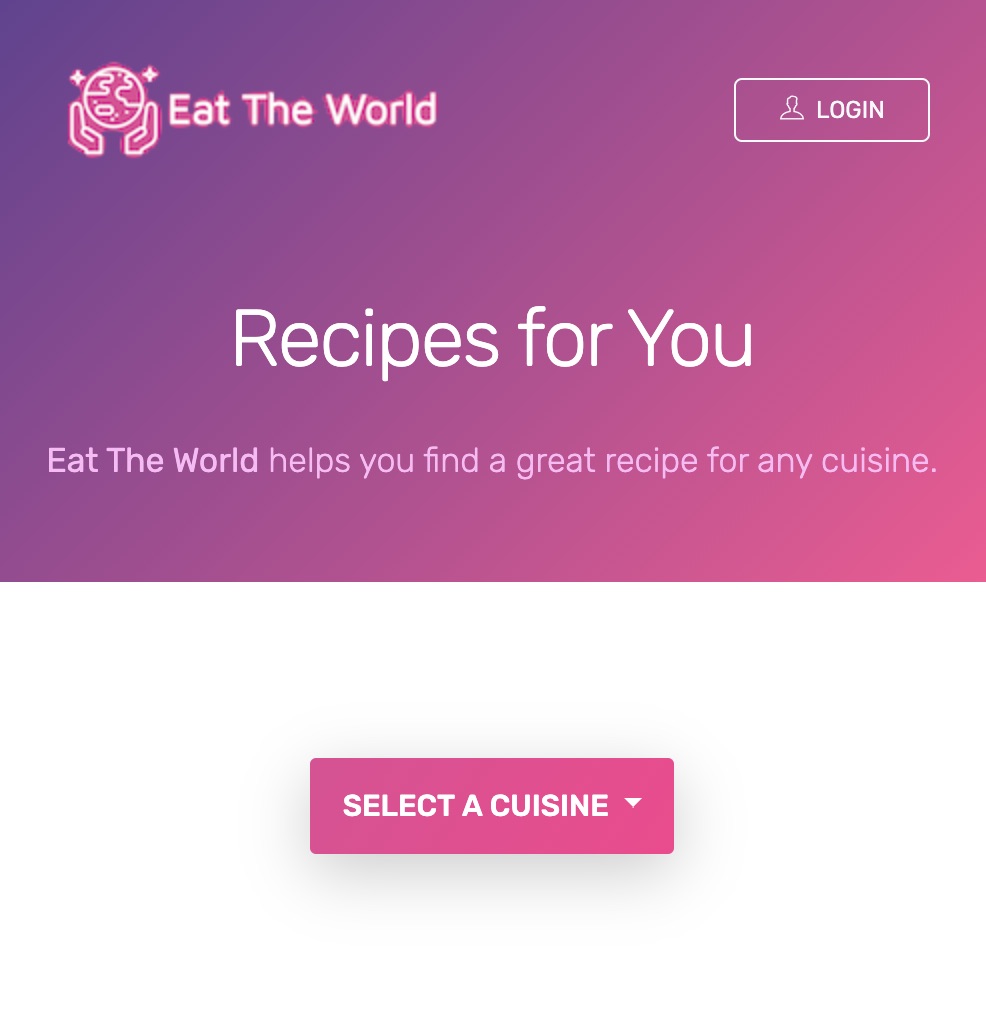 Eat The World
LOGIN
Recipes for You
Eat The World helps you find a great recipe for any cuisine.
SELECT A CUISINE